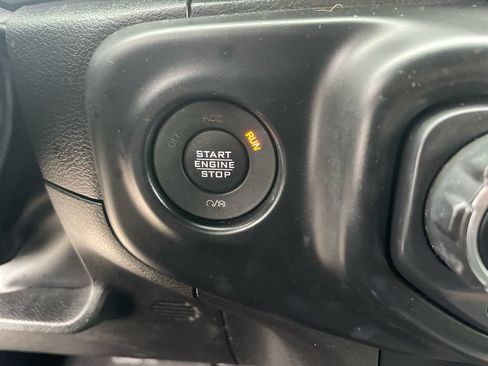 ACC
OFF
RUN
START
ENGINE
STOP